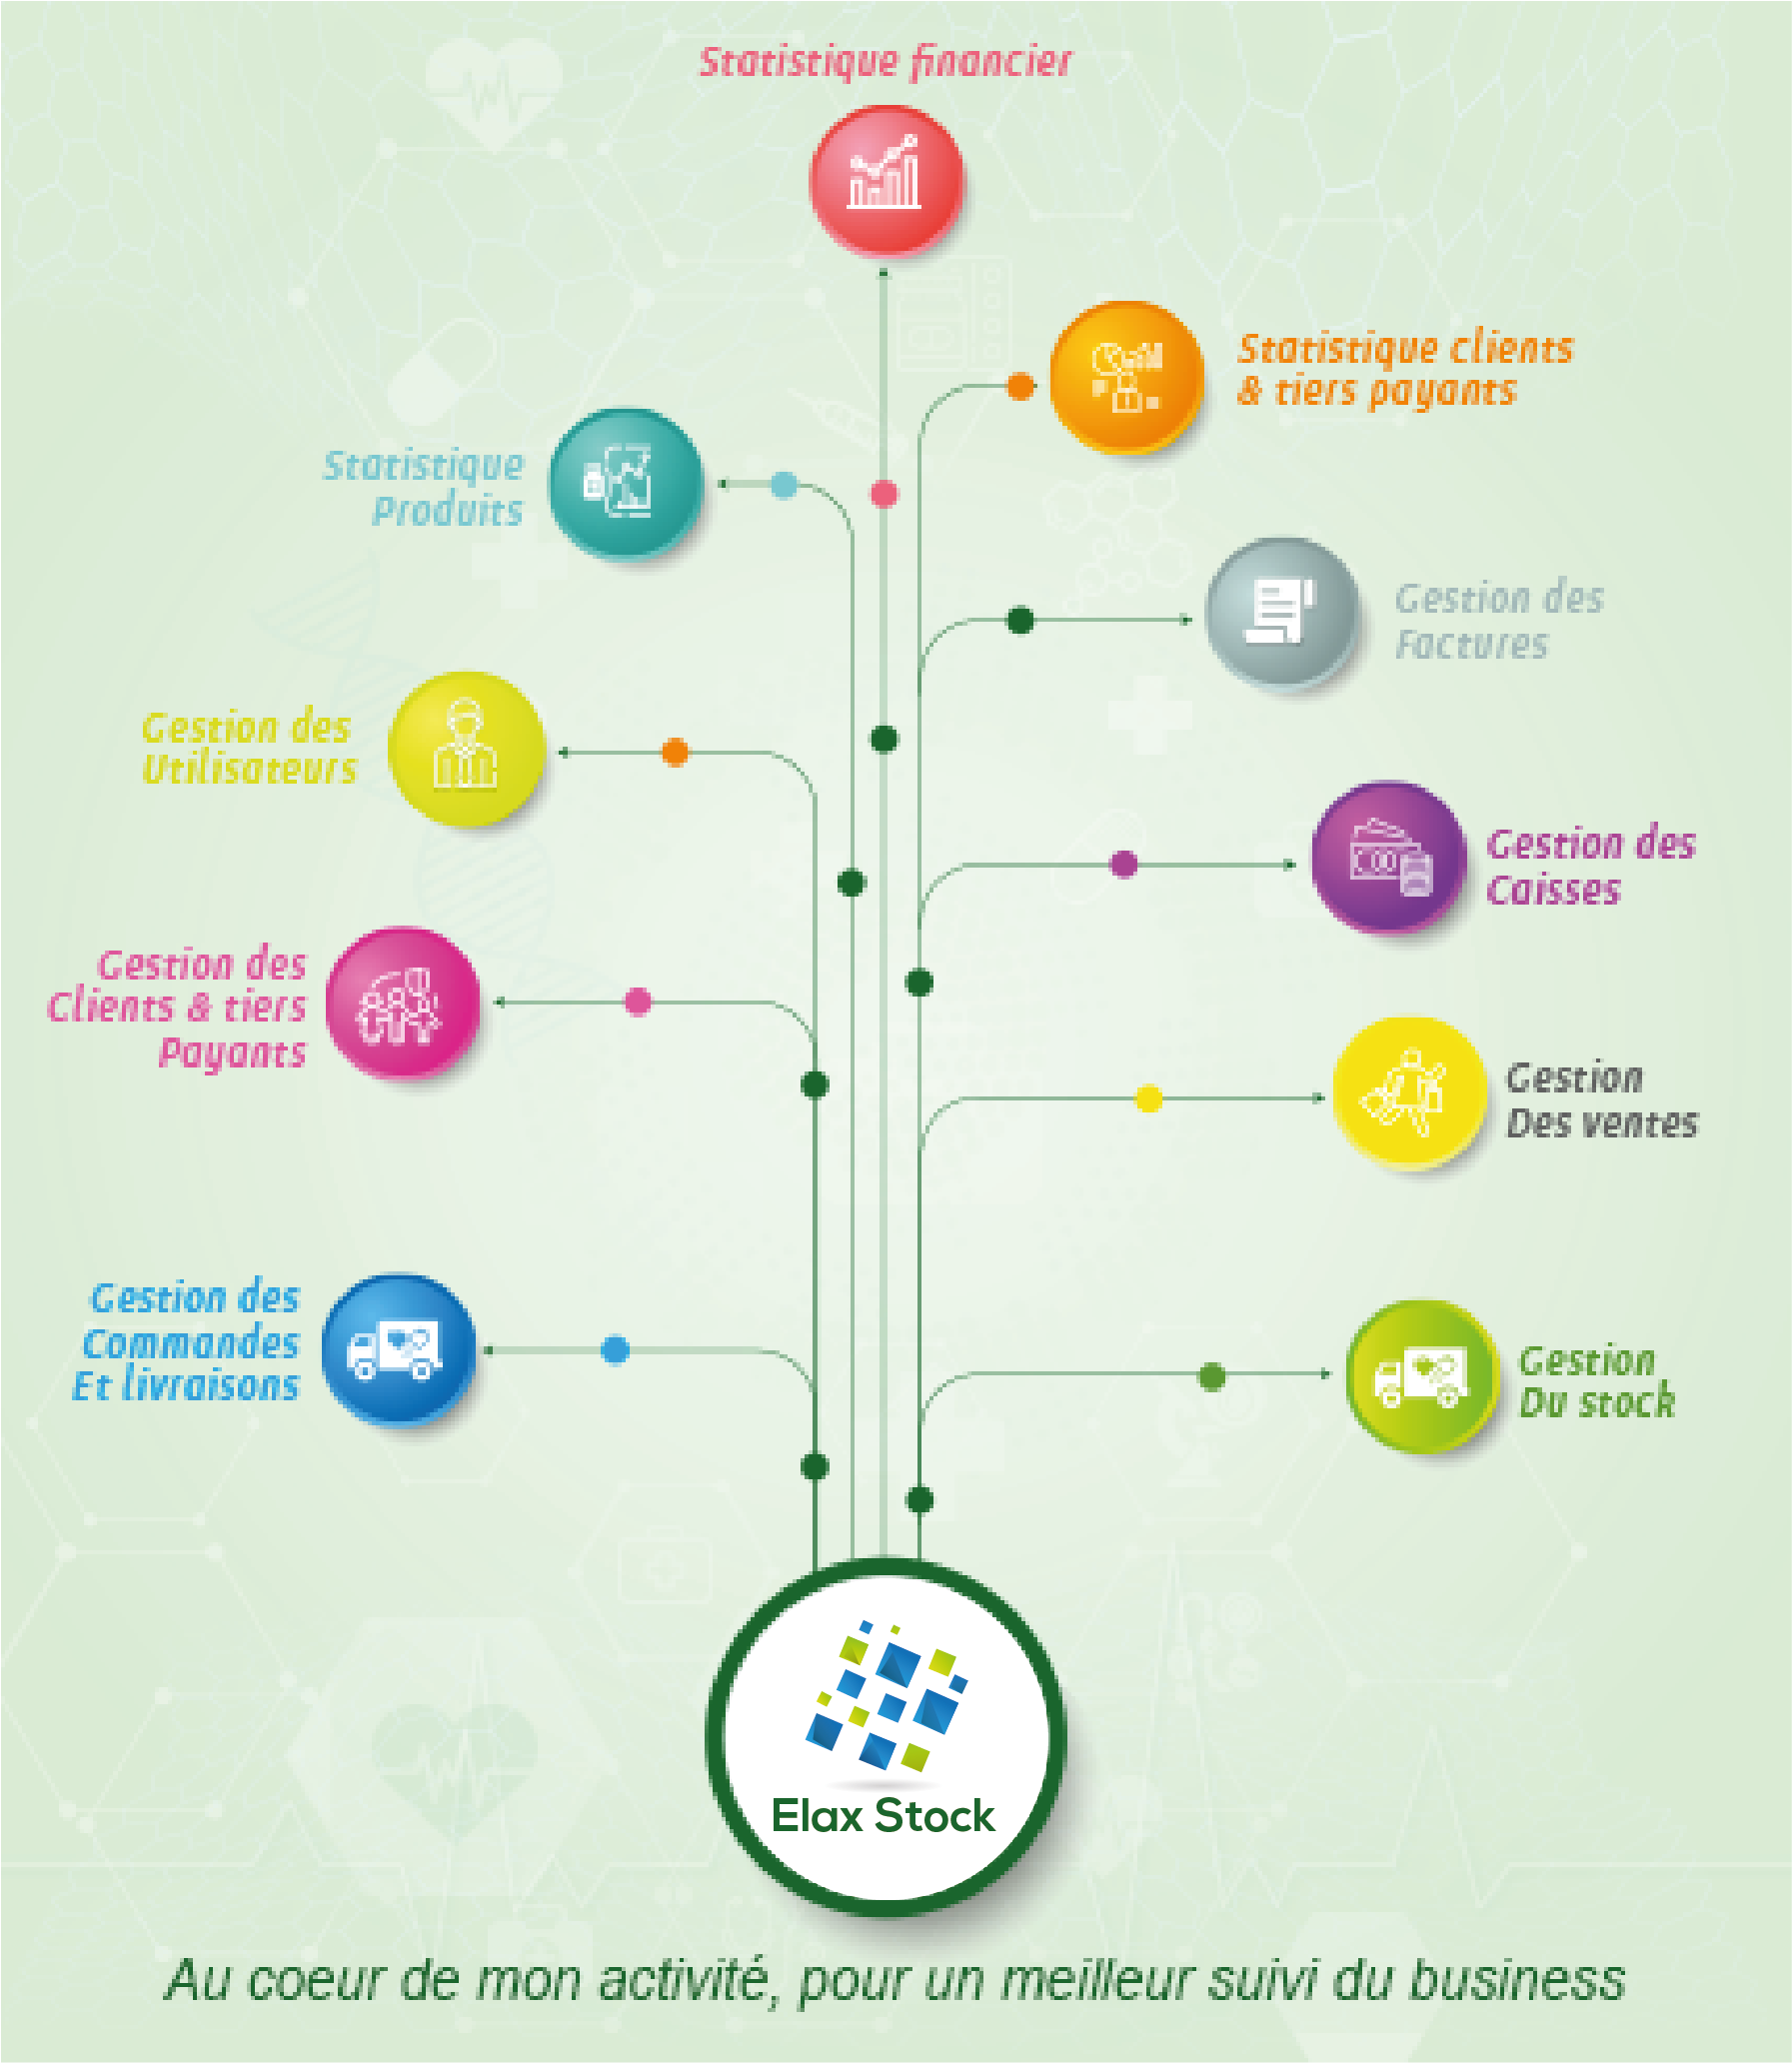 Statistique financier
Statistique clients
& tiers payants
Statistique
Produits
Gestion des
Factures
Gestion des
Utilisateurs
Gestion des
Caisses
Gestion des
Clients & tiers
Payants
Gestion
Des ventes
Gestion des
Commandes
Et livraisons
Gestion
Du stock
Elax Stock
Au coeur de mon activité, pour un meilleur suivi du business